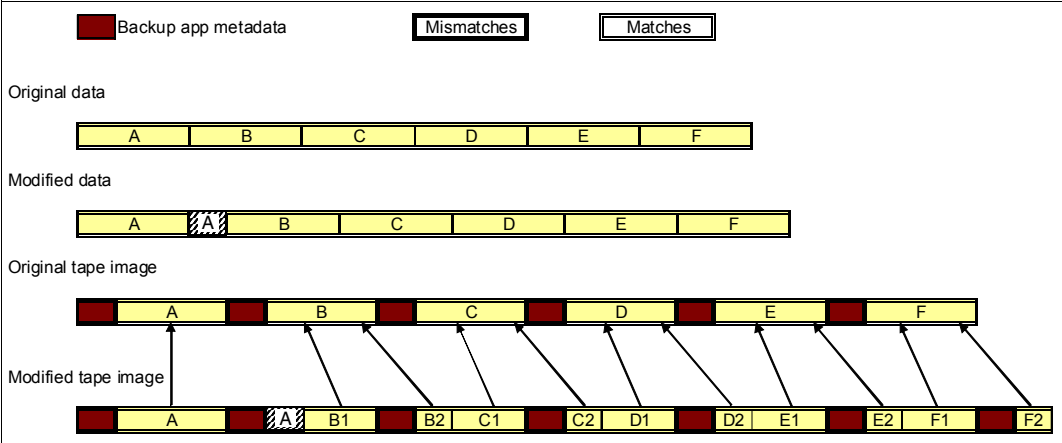 Backup app metadata Mismatches Matches
Original data
A B C D E F
Modified data
A A B C D E F
Original tape image
A B C D E F
Modified tape image
A A B1 B2 C1 C2 D1 D2 E1 E2 F1 F2